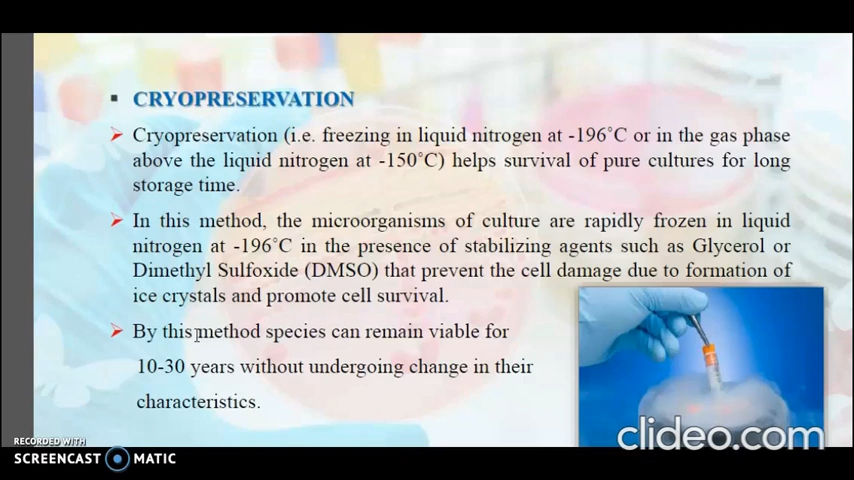 ▪ CRYOPRESERVATION
➢ Cryopreservation (i.e. freezing in liquid nitrogen at -196˚C or in the gas phase
above the liquid nitrogen at -150˚C) helps survival of pure cultures for long
storage time.
➢ In this method, the microorganisms of culture are rapidly frozen in liquid
nitrogen at -196˚C in the presence of stabilizing agents such as Glycerol or
Dimethyl Sulfoxide (DMSO) that prevent the cell damage due to formation of
ice crystals and promote cell survival.
➢ By this method species can remain viable for
10-30 years without undergoing change in their
characteristics.
clideo.com
RECORDED WITH
SCREENCAST MATIC